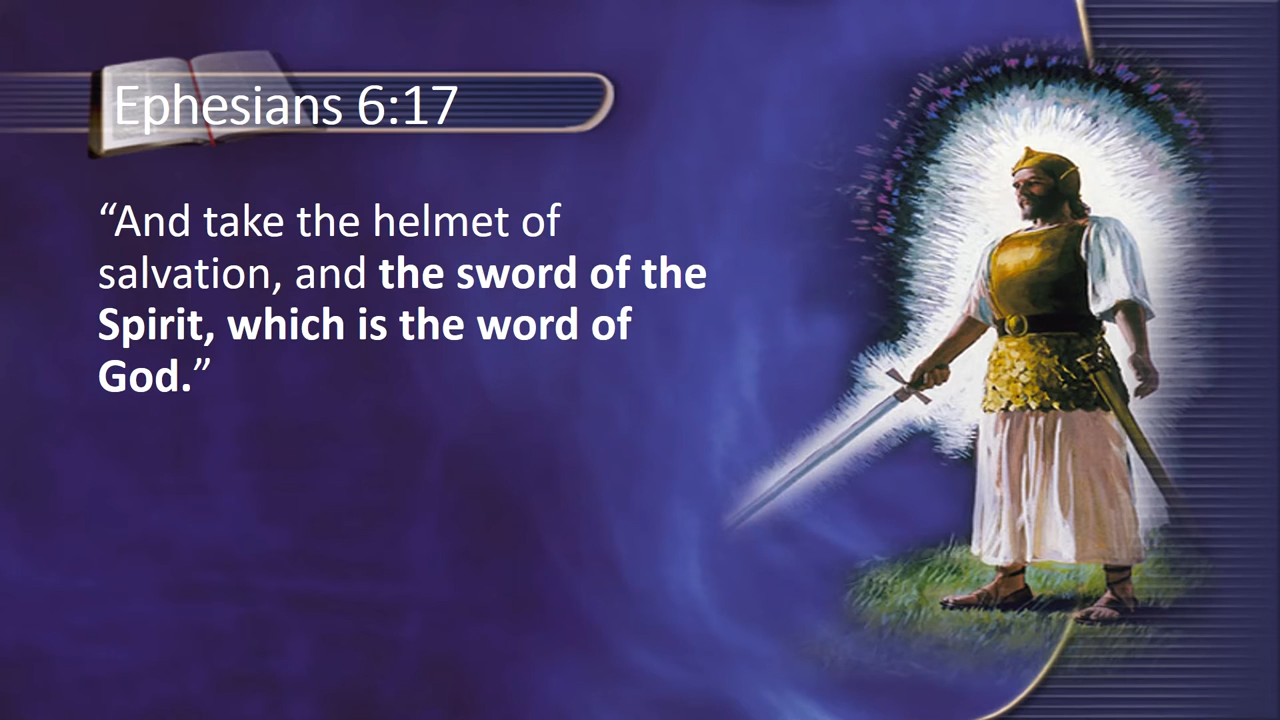 Ephesians 6:17
“And take the helmet of
salvation, and the sword of the
Spirit, which is the word of
God.”